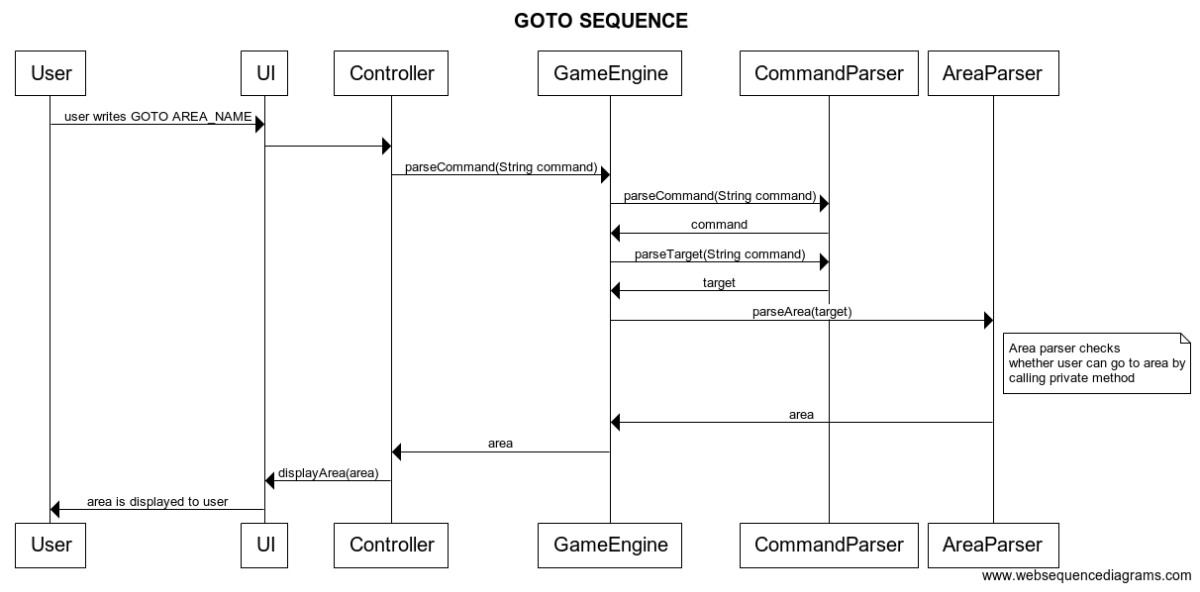 GOTO SEQUENCE
User
UI
Controller
GameEngine
CommandParser
AreaParser
user writes GOTO AREA_NAME
parseCommand(String command)
parseCommand(String command)
command
parseTarget(String command)
target
parseArea(target)
Area parser checks
whether user can go to area by
calling private method
area
area
displayArea(area)
area is displayed to user
User
UI
Controller
GameEngine
CommandParser
AreaParser
www.websequencediagrams.com